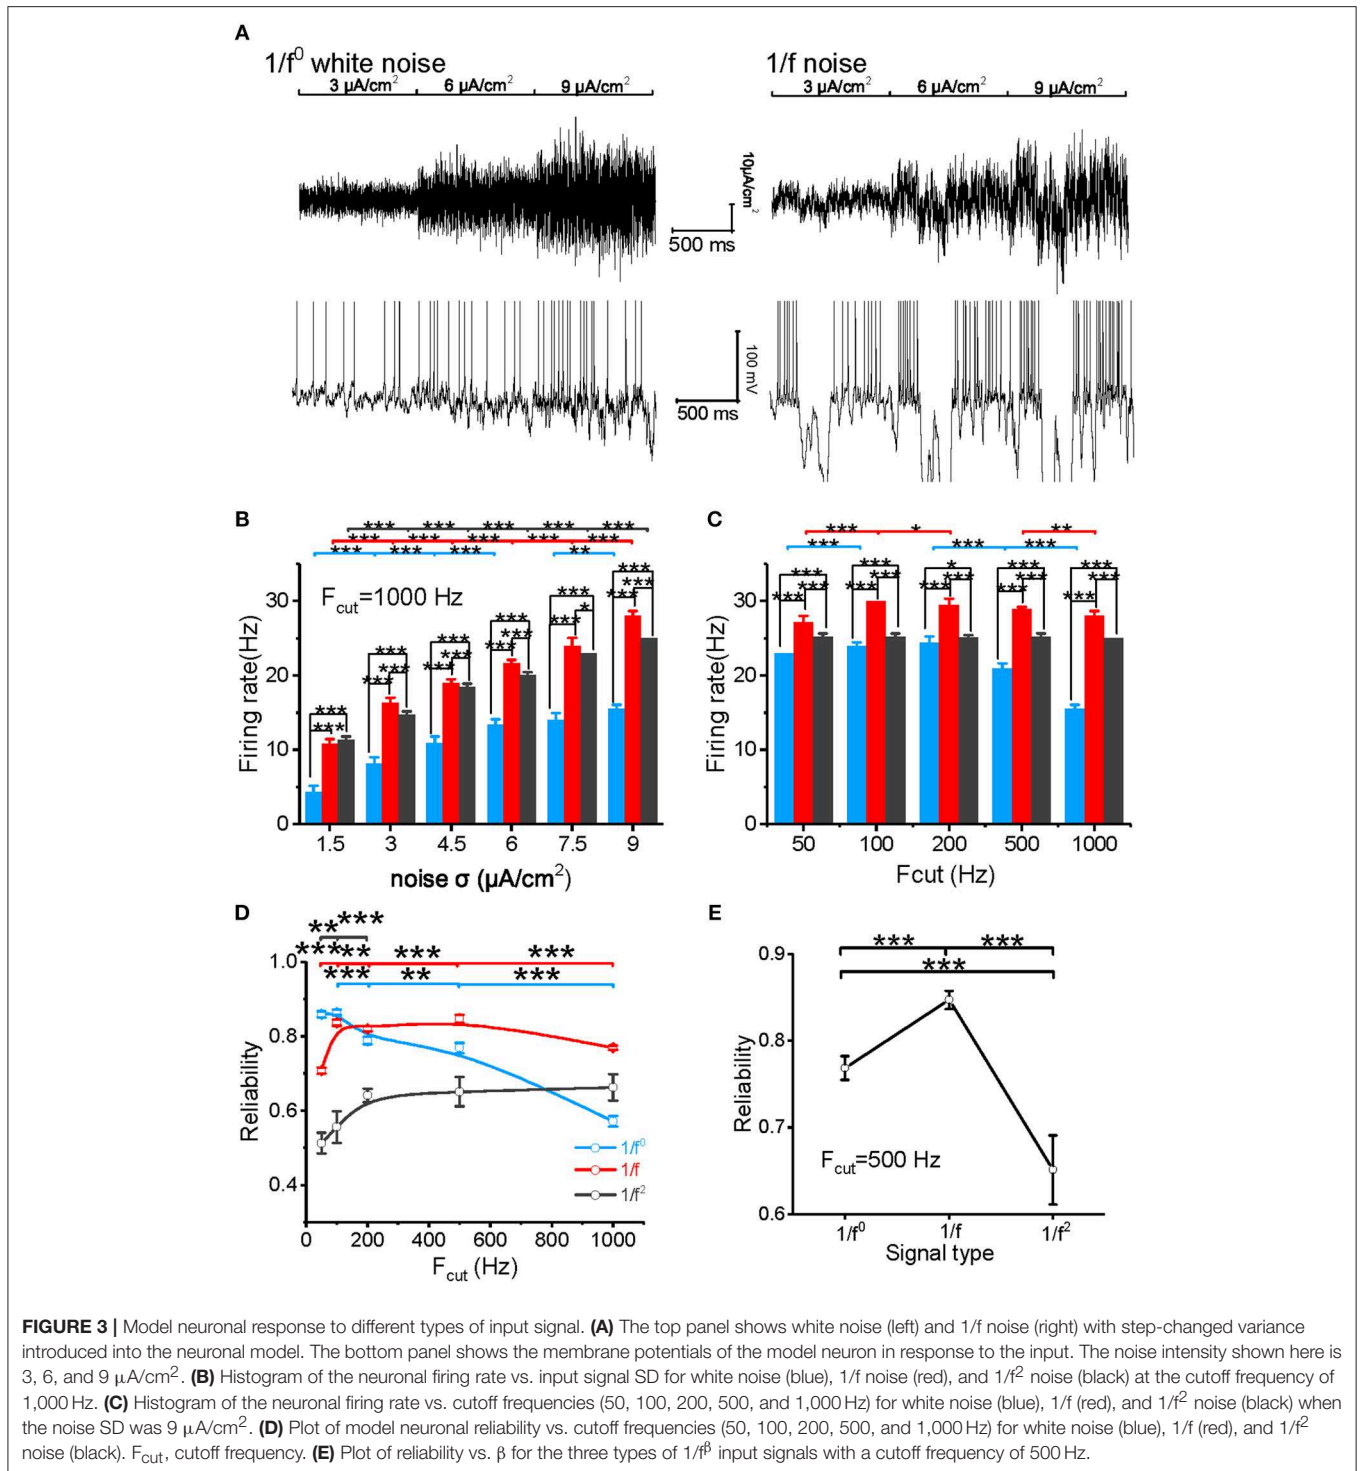 A
1/f⁰ white noise
1/f noise
3 µA/cm² 6 µA/cm² 9 µA/cm²
3 µA/cm² 6 µA/cm² 9 µA/cm²
10µA/cm²
500 ms
100 mV
500 ms
B
*** *** *** *** ***
*** *** *** *** ***
*** *** *** **
F_cut=1000 Hz
*** ***
*** *** ***
*** *** ***
*** *** ***
*** *** *
*** *** ***
Firing rate(Hz)
30
20
10
0
1.5 3 4.5 6 7.5 9
noise σ (µA/cm²)
C
*** * **
*** *** ***
*** *** ***
*** *** ***
* *** ***
*** *** ***
*** *** ***
Firing rate(Hz)
30
20
10
0
50 100 200 500 1000
Fcut (Hz)
D
** ***
*** ** *** ***
*** ** ***
Reliability
1.0
0.8
0.6
0.4
0 200 400 600 800 1000
F_cut (Hz)
1/f⁰
1/f
1/f²
E
*** ***
***
Reliability
0.9
0.8
0.7
0.6
F_cut=500 Hz
1/f⁰ 1/f 1/f²
Signal type
FIGURE 3 | Model neuronal response to different types of input signal. (A) The top panel shows white noise (left) and 1/f noise (right) with step-changed variance
introduced into the neuronal model. The bottom panel shows the membrane potentials of the model neuron in response to the input. The noise intensity shown here is
3, 6, and 9 µA/cm². (B) Histogram of the neuronal firing rate vs. input signal SD for white noise (blue), 1/f noise (red), and 1/f² noise (black) at the cutoff frequency of
1,000 Hz. (C) Histogram of the neuronal firing rate vs. cutoff frequencies (50, 100, 200, 500, and 1,000 Hz) for white noise (blue), 1/f (red), and 1/f² noise (black) when
the noise SD was 9 µA/cm². (D) Plot of model neuronal reliability vs. cutoff frequencies (50, 100, 200, 500, and 1,000 Hz) for white noise (blue), 1/f (red), and 1/f²
noise (black). F_cut, cutoff frequency. (E) Plot of reliability vs. β for the three types of 1/f^β input signals with a cutoff frequency of 500 Hz.